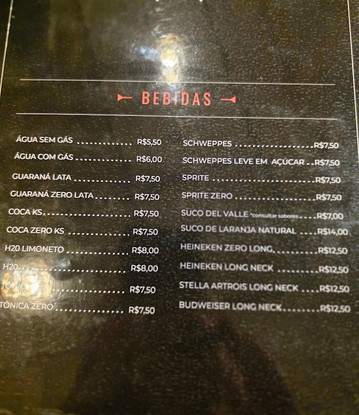 BEBIDAS
ÁGUA SEM GÁS ................ R$5,50
ÁGUA COM GÁS ................ R$6,00
GUARANÁ LATA ................ R$7,50
GUARANÁ ZERO LATA ........... R$7,50
COCA KS ..................... R$7,50
COCA ZERO KS ................ R$7,50
H20 LIMONETO ................ R$8,00
H20 ......................... R$8,00
R$7,50
TÔNICA ZERO ................. R$7,50
SCHWEPPES ................... R$7,50
SCHWEPPES LEVE EM AÇÚCAR .. R$7,50
SPRITE ...................... R$7,50
SPRITE ZERO ................. R$7,50
SUCO DEL VALLE *consultar sabores ..... R$7,00
SUCO DE LARANJA NATURAL ..... R$14,00
HEINEKEN ZERO LONG .......... R$12,50
HEINEKEN LONG NECK .......... R$12,50
STELLA ARTROIS LONG NECK .... R$12,50
BUDWEISER LONG NECK ......... R$12,50